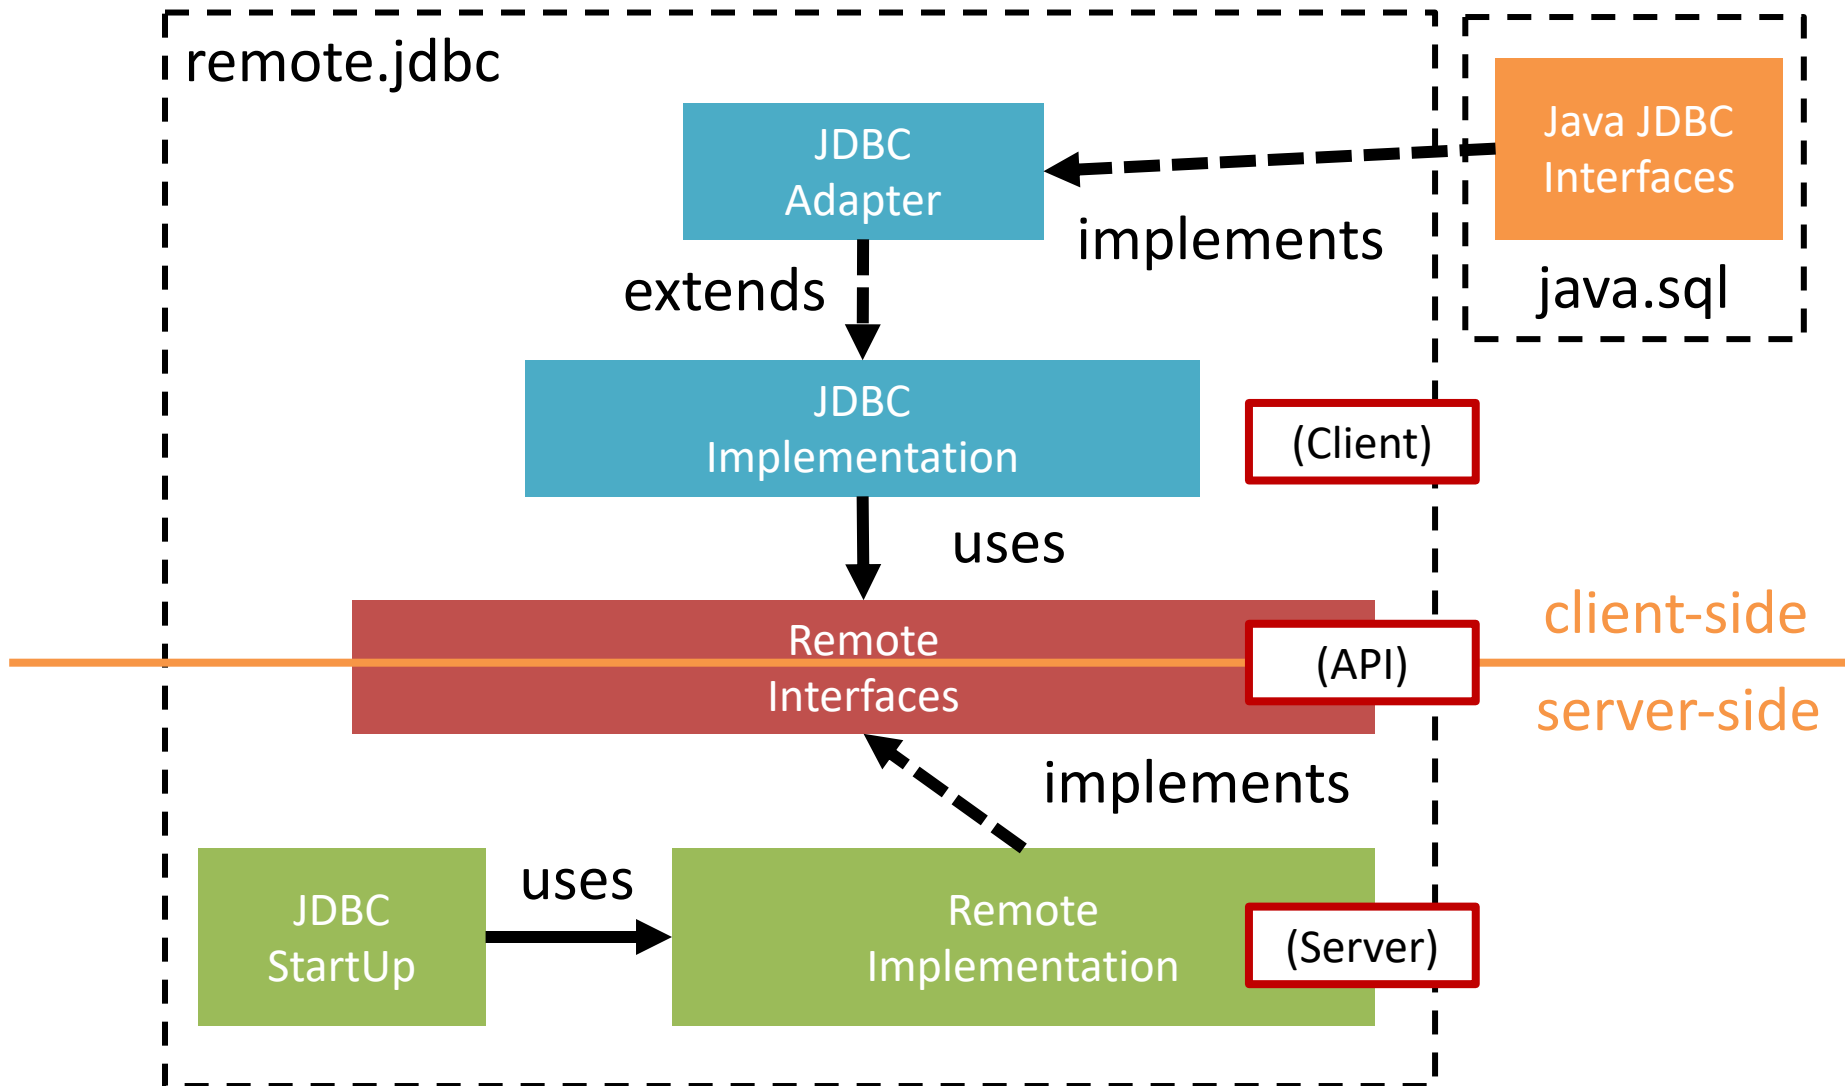 remote.jdbc
JDBC
Adapter
Java JDBC
Interfaces
implements
java.sql
extends
JDBC
Implementation
(Client)
uses
client-side
Remote
Interfaces
(API)
server-side
implements
uses
JDBC
StartUp
Remote
Implementation
(Server)